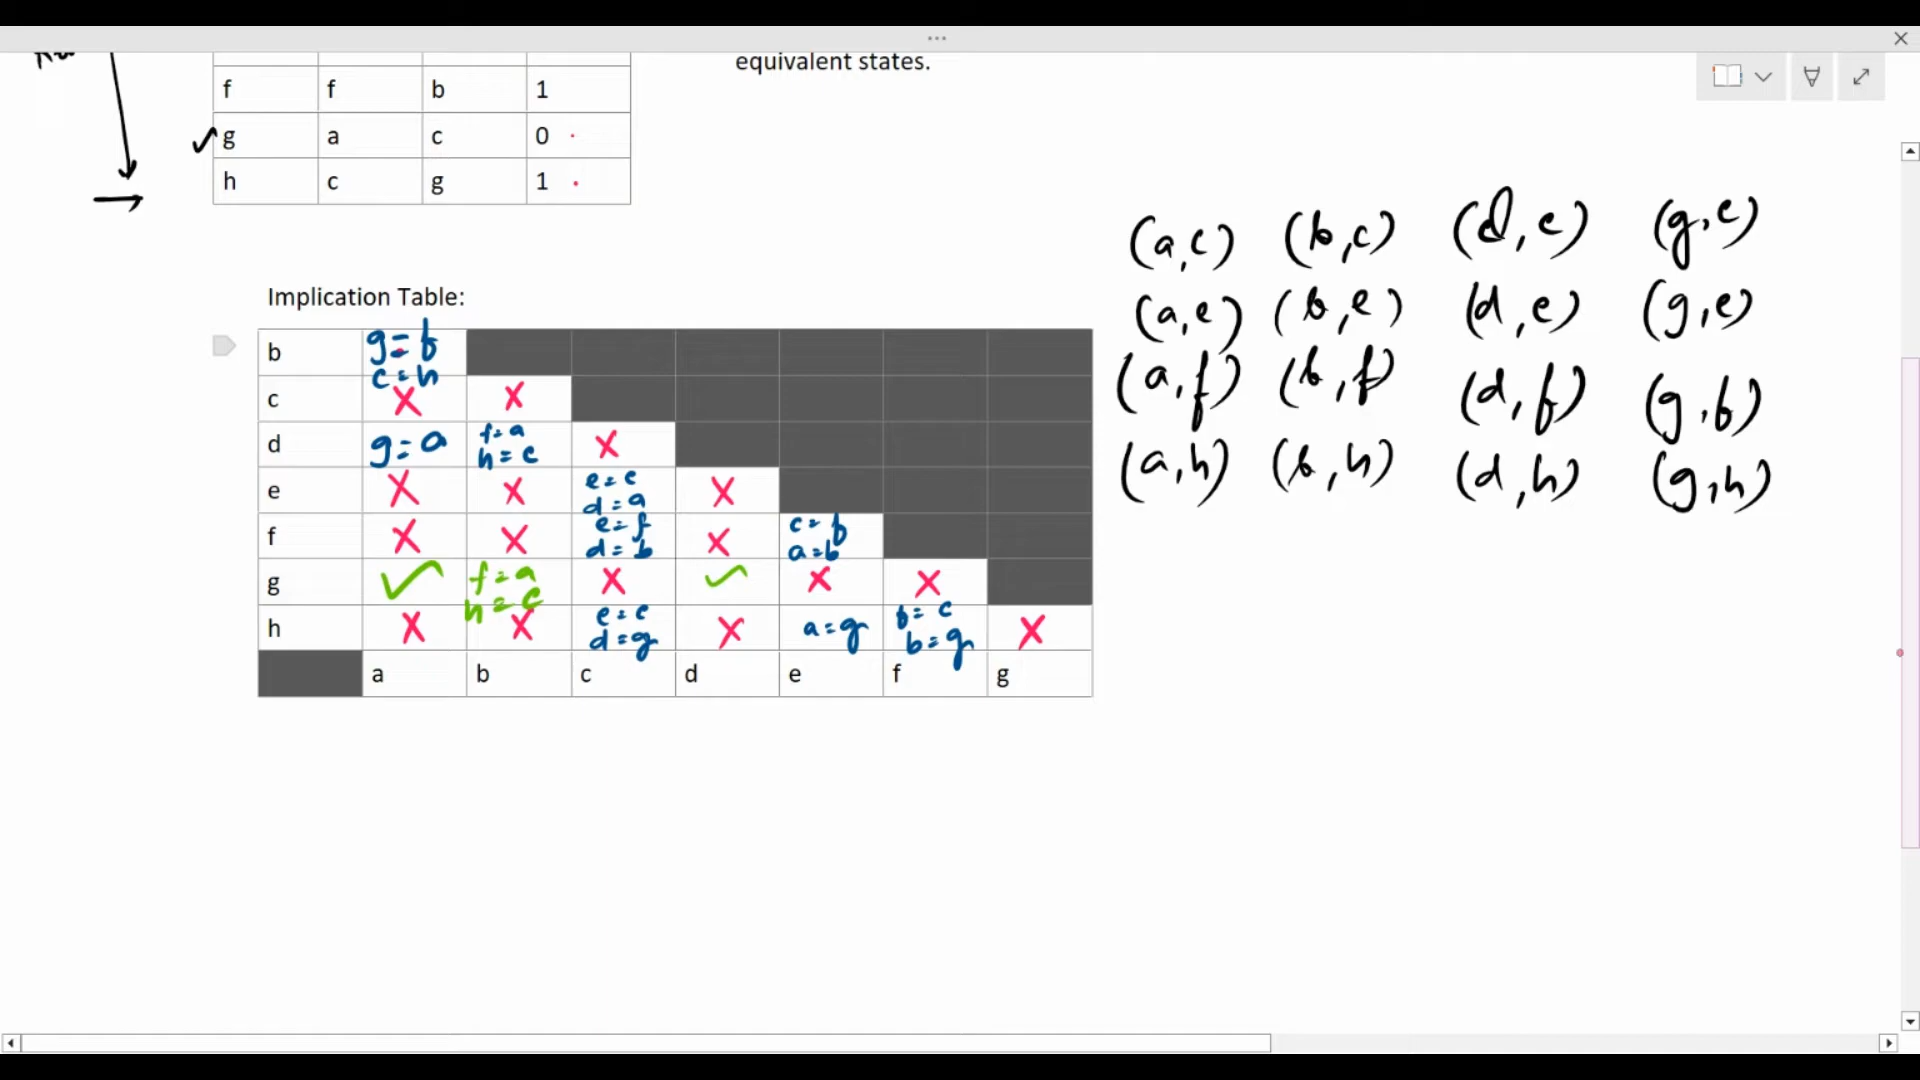 equivalent states.
f f b 1
g a c 0
h c g 1
(a,c) (b,c) (d,c) (g,c)
(a,e) (b,e) (d,e) (g,e)
(a,f) (b,f) (d,f) (g,f)
(a,h) (b,h) (d,h) (g,h)
Implication Table:
b g=f
c=h
c X X
d g=a f=a X
h=c
e X X e=c X
d=a
f X X e=f X c=f
d=b a=b
g ✓ f=a X ✓ X X
h=c
h X X e=c X a=g f=c X
d=g b=g
a b c d e f g